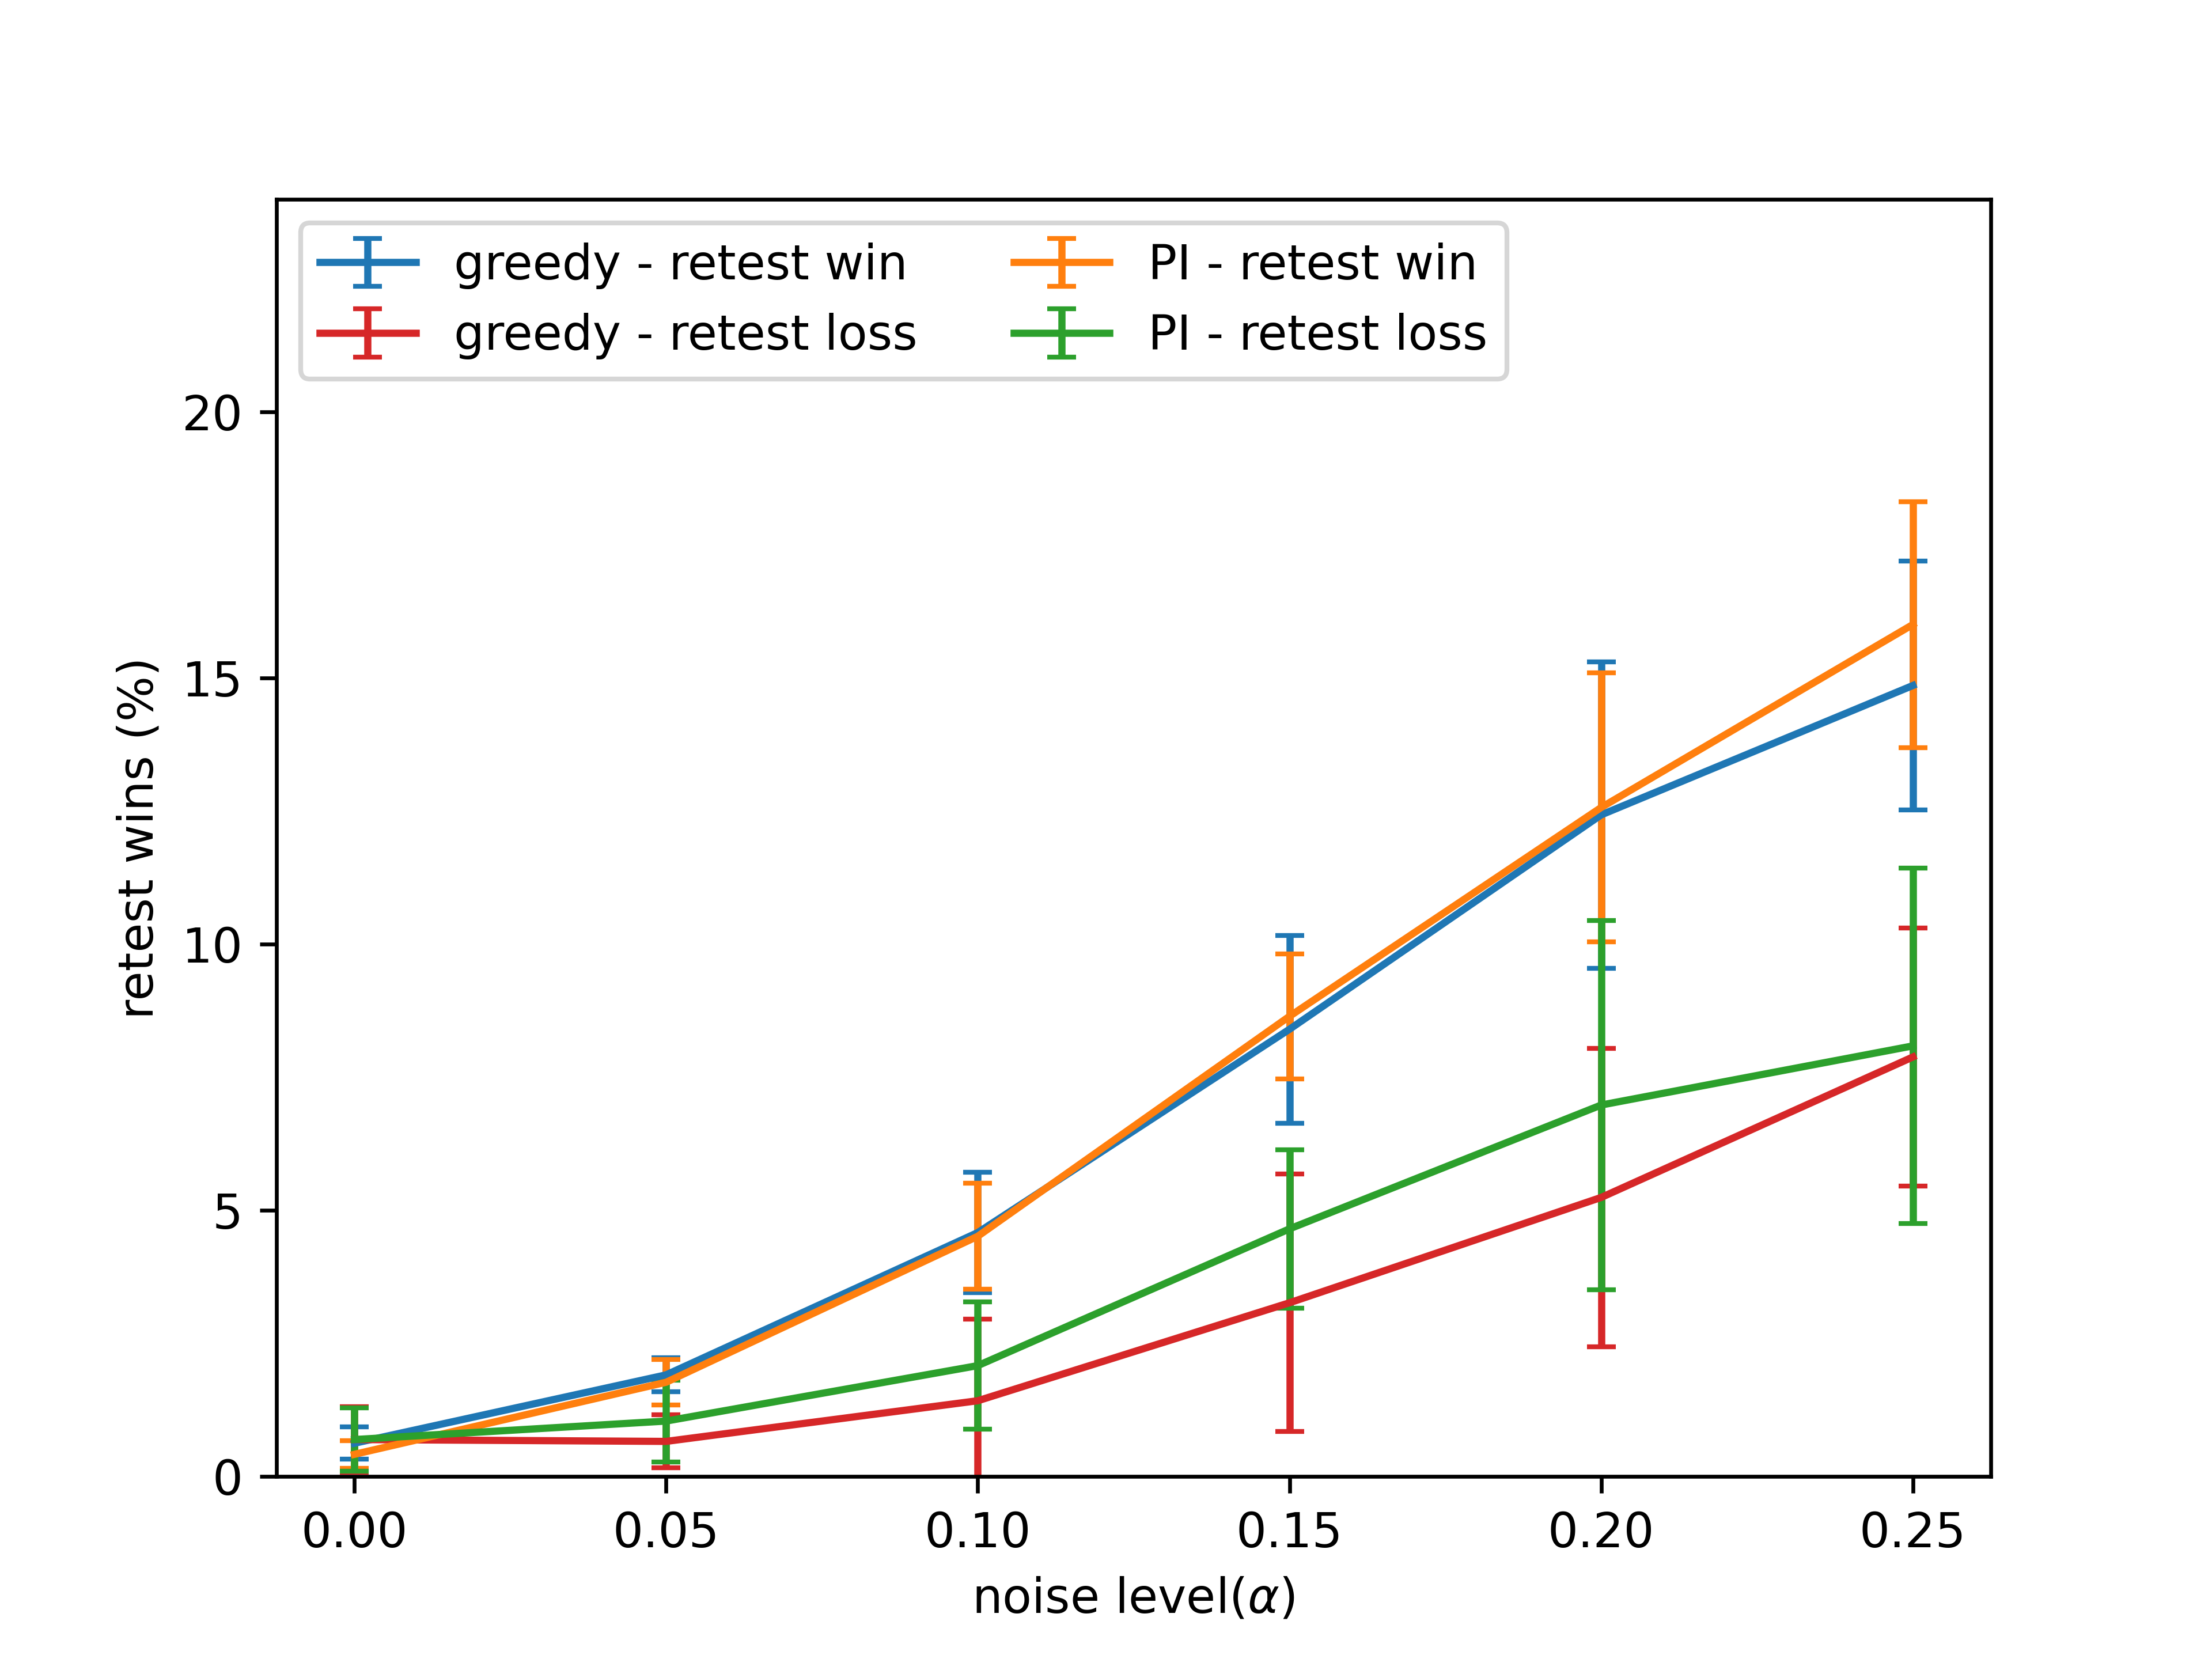 greedy - retest win
greedy - retest loss
PI - retest win
PI - retest loss
20
15
10
5
0
retest wins (%)
0.00 0.05 0.10 0.15 0.20 0.25
noise level(α)